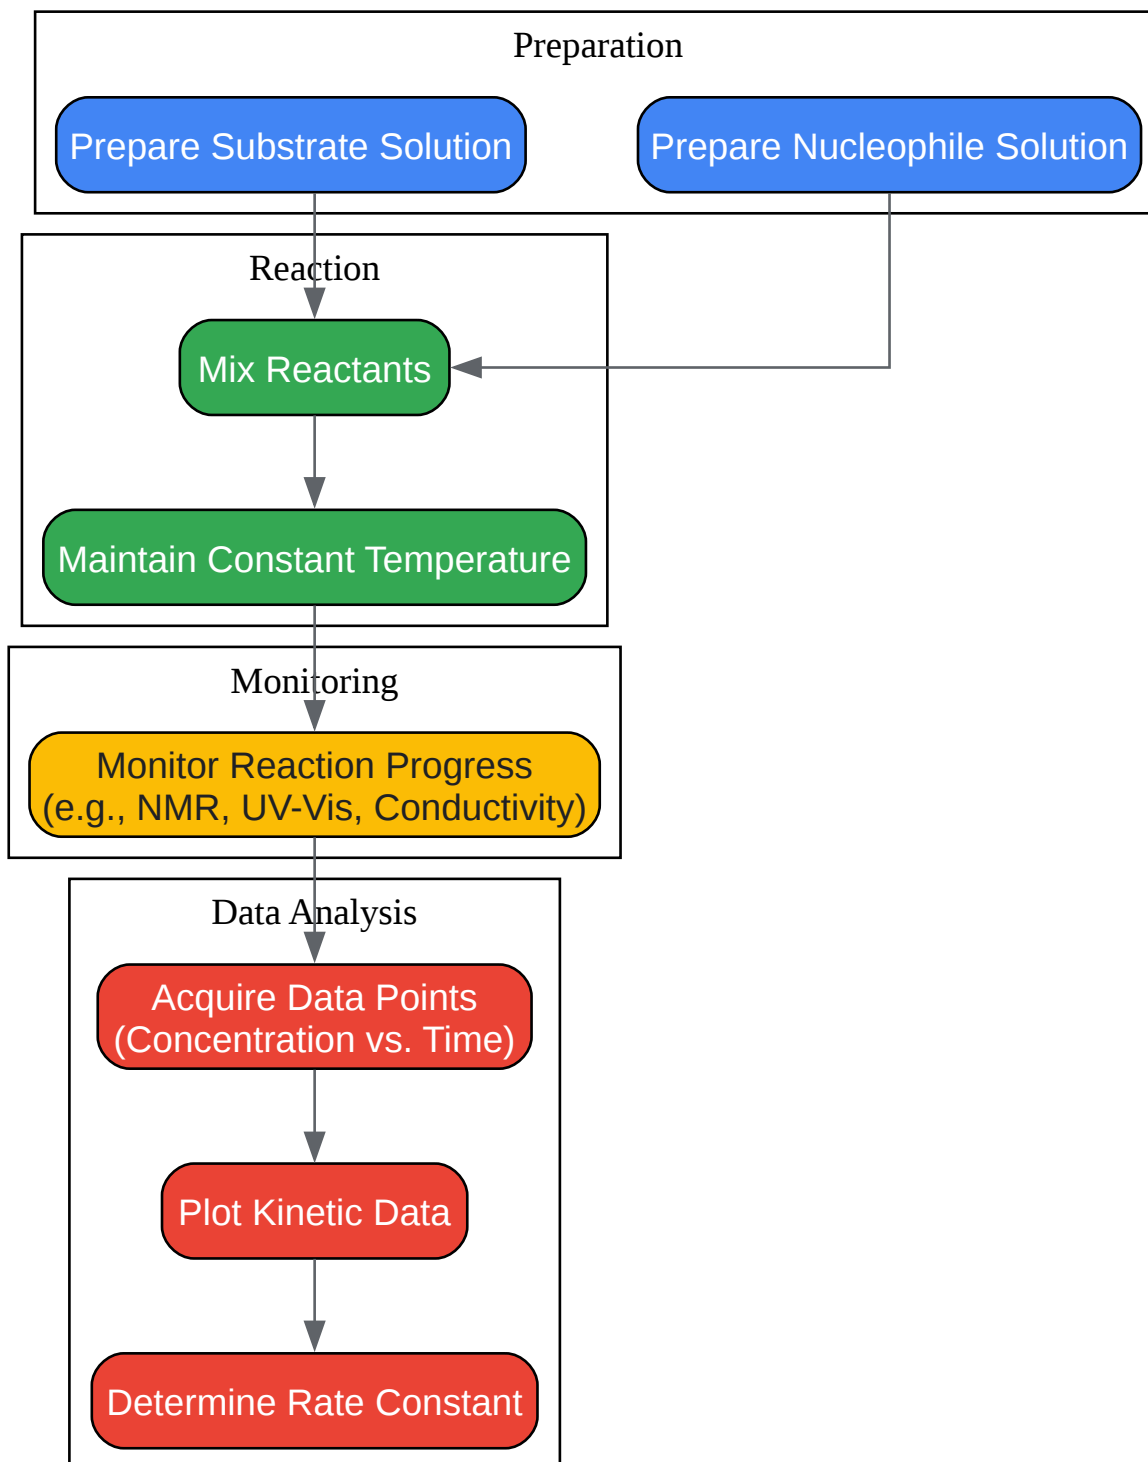 Preparation
Prepare Substrate Solution
Prepare Nucleophile Solution
Reaction
Mix Reactants
Maintain Constant Temperature
Monitoring
Monitor Reaction Progress
(e.g., NMR, UV-Vis, Conductivity)
Data Analysis
Acquire Data Points
(Concentration vs. Time)
Plot Kinetic Data
Determine Rate Constant